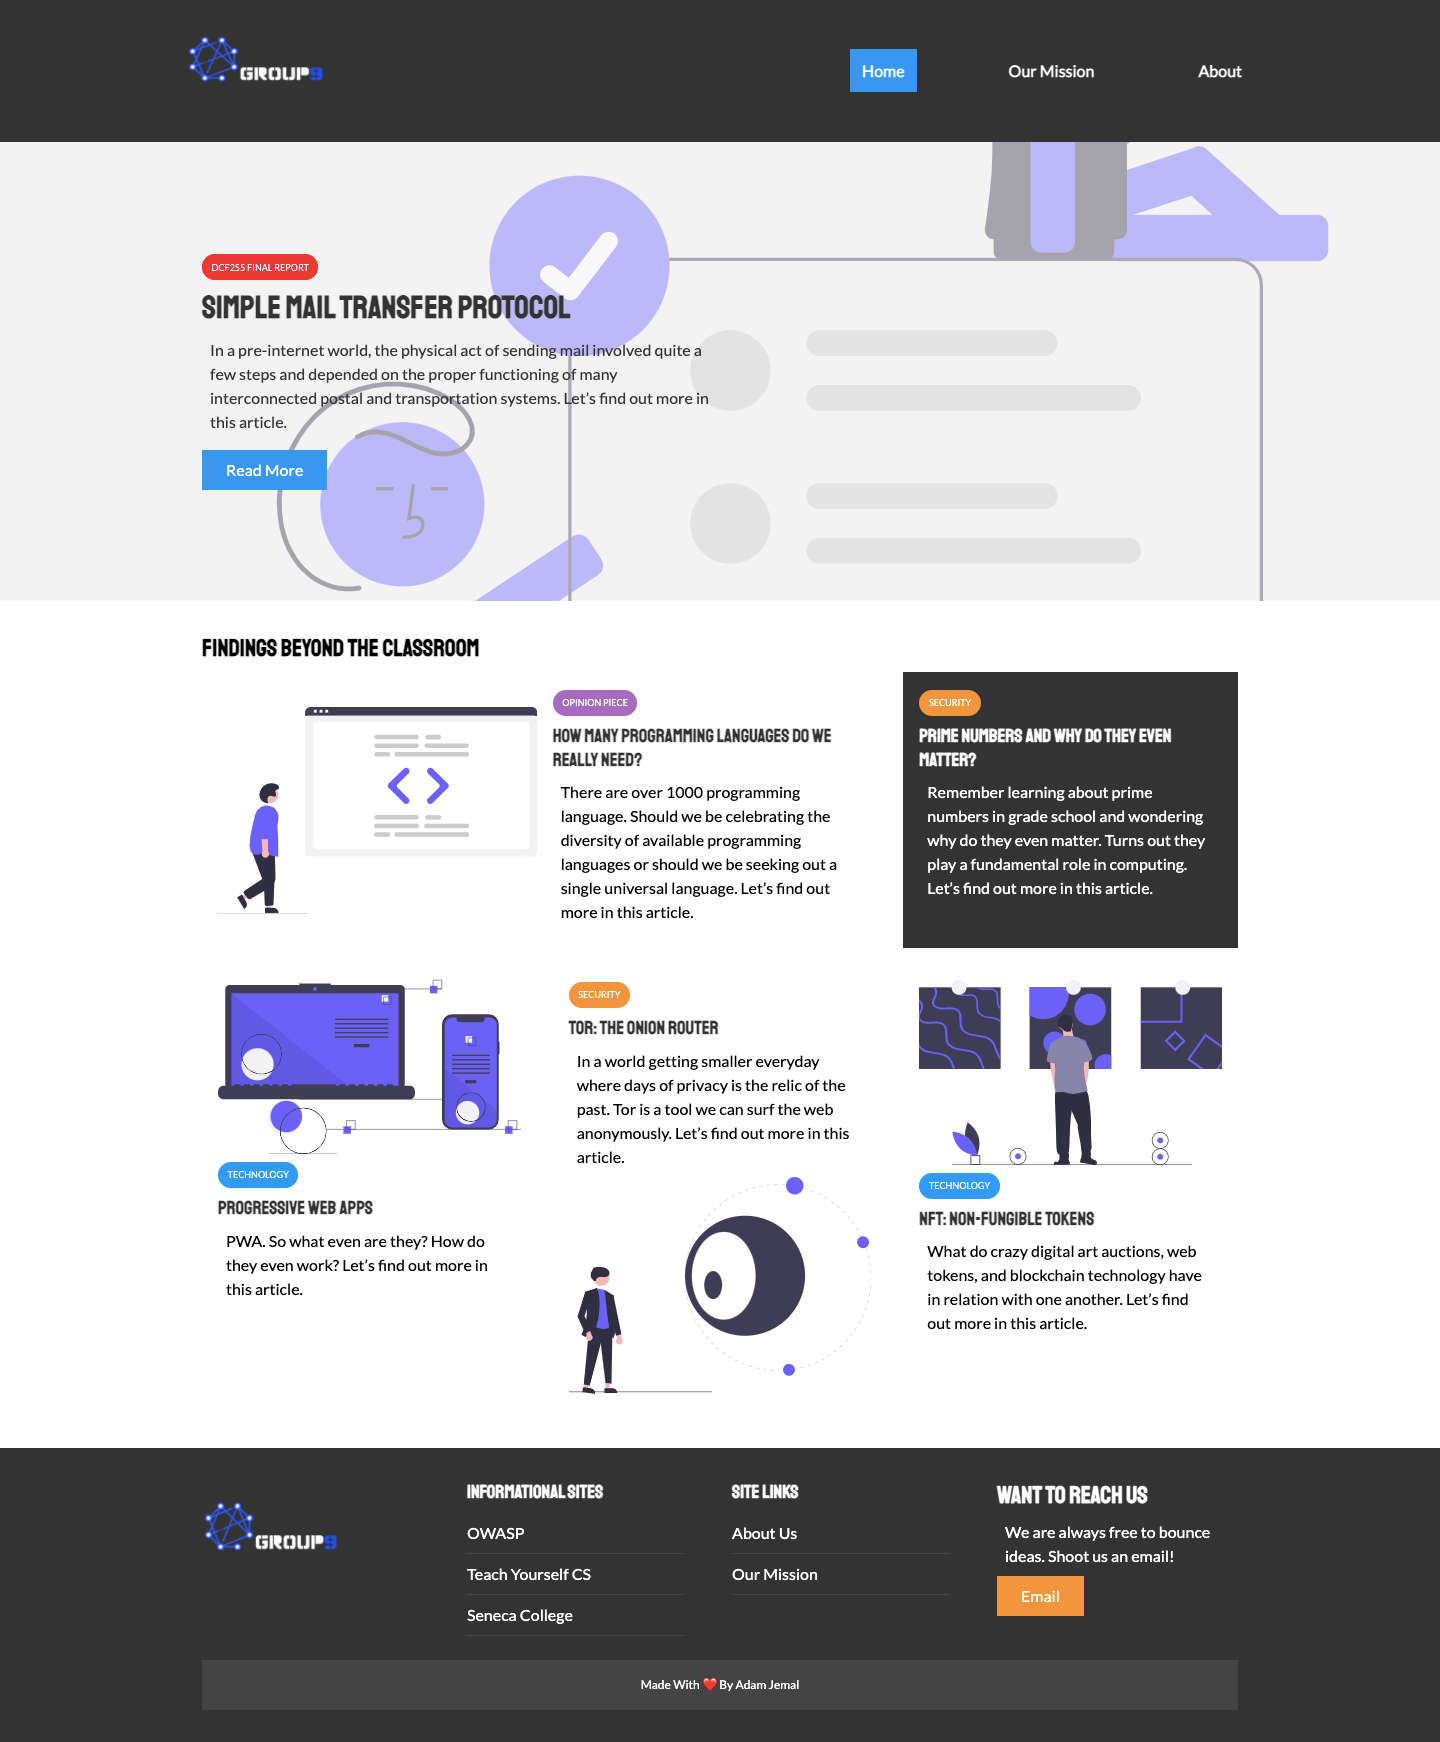 GROUP9
Home
Our Mission
About
DCF255 FINAL REPORT
SIMPLE MAIL TRANSFER PROTOCOL
In a pre-internet world, the physical act of sending mail involved quite a
few steps and depended on the proper functioning of many
interconnected postal and transportation systems. Let's find out more in
this article.
Read More
FINDINGS BEYOND THE CLASSROOM
OPINION PIECE
HOW MANY PROGRAMMING LANGUAGES DO WE
REALLY NEED?
There are over 1000 programming
language. Should we be celebrating the
diversity of available programming
languages or should we be seeking out a
single universal language. Let's find out
more in this article.
SECURITY
PRIME NUMBERS AND WHY DO THEY EVEN
MATTER?
Remember learning about prime
numbers in grade school and wondering
why do they even matter. Turns out they
play a fundamental role in computing.
Let's find out more in this article.
TECHNOLOGY
PROGRESSIVE WEB APPS
PWA. So what even are they? How do
they even work? Let's find out more in
this article.
SECURITY
TOR: THE ONION ROUTER
In a world getting smaller everyday
where days of privacy is the relic of the
past. Tor is a tool we can surf the web
anonymously. Let's find out more in this
article.
TECHNOLOGY
NFT: NON-FUNGIBLE TOKENS
What do crazy digital art auctions, web
tokens, and blockchain technology have
in relation with one another. Let's find
out more in this article.
GROUP9
INFORMATIONAL SITES
OWASP
Teach Yourself CS
Seneca College
SITE LINKS
About Us
Our Mission
WANT TO REACH US
We are always free to bounce
ideas. Shoot us an email!
Email
Made With ❤️ By Adam Jemal